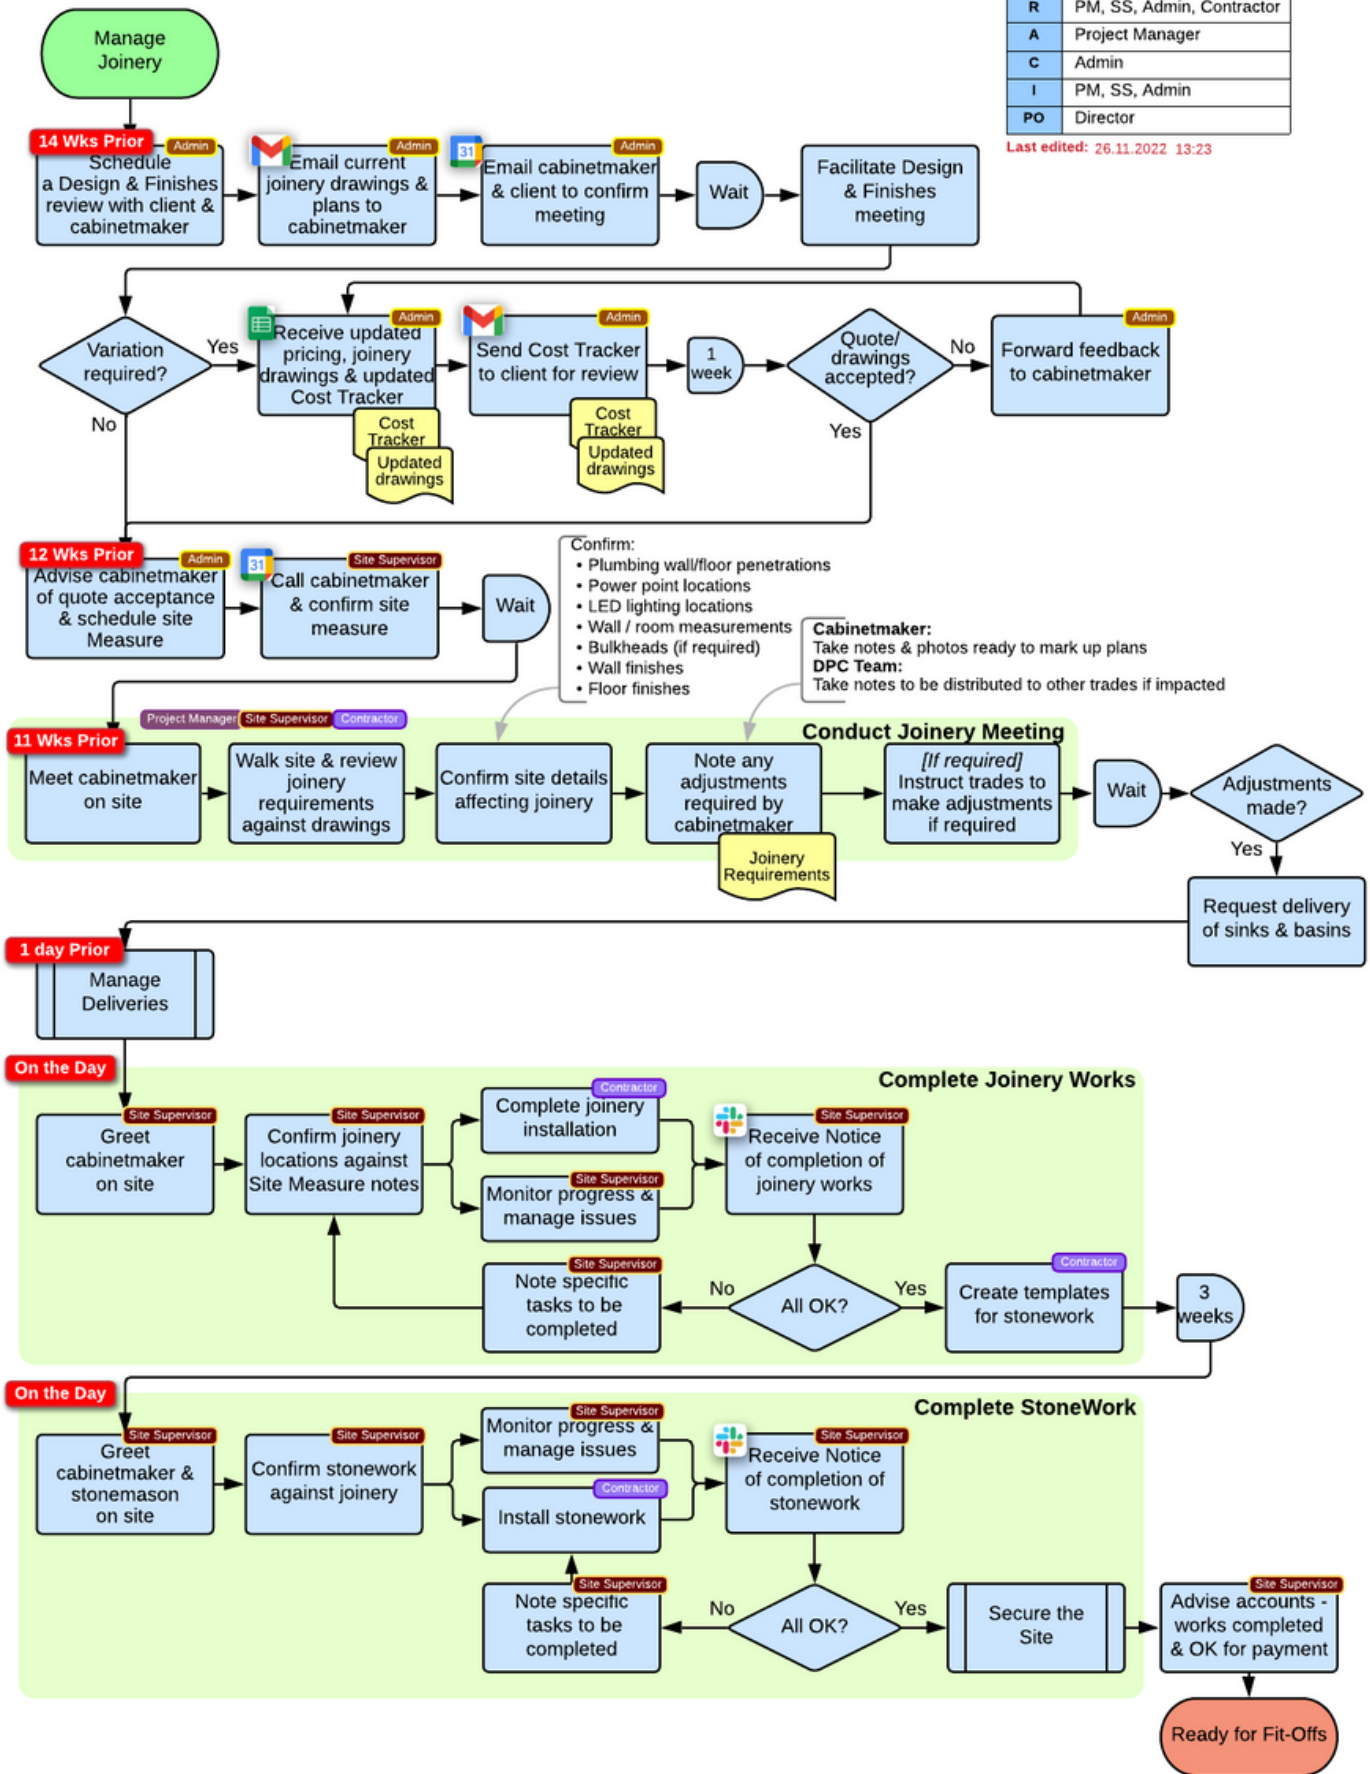 Manage
Joinery
R PM, SS, Admin, Contractor
A Project Manager
C Admin
I PM, SS, Admin
PO Director
Last edited: 26.11.2022 13:23
14 Wks Prior
Admin
Schedule
a Design & Finishes
review with client &
cabinetmaker
Admin
Email current
joinery drawings &
plans to
cabinetmaker
31
Admin
Email cabinetmaker
& client to confirm
meeting
Wait
Facilitate Design
& Finishes
meeting
Variation
required?
Yes
No
Admin
Receive updated
pricing, joinery
drawings & updated
Cost Tracker
Cost
Tracker
Updated
drawings
Admin
Send Cost Tracker
to client for review
Cost
Tracker
Updated
drawings
1
week
Quote/
drawings
accepted?
No
Yes
Admin
Forward feedback
to cabinetmaker
12 Wks Prior
Admin
Advise cabinetmaker
of quote acceptance
& schedule site
Measure
31
Site Supervisor
Call cabinetmaker
& confirm site
measure
Wait
Confirm:
• Plumbing wall/floor penetrations
• Power point locations
• LED lighting locations
• Wall / room measurements
• Bulkheads (if required)
• Wall finishes
• Floor finishes
Cabinetmaker:
Take notes & photos ready to mark up plans
DPC Team:
Take notes to be distributed to other trades if impacted
Project Manager Site Supervisor Contractor
Conduct Joinery Meeting
11 Wks Prior
Meet cabinetmaker
on site
Walk site & review
joinery
requirements
against drawings
Confirm site details
affecting joinery
Note any
adjustments
required by
cabinetmaker
Joinery
Requirements
[If required]
Instruct trades to
make adjustments
if required
Wait
Adjustments
made?
Yes
Request delivery
of sinks & basins
1 day Prior
Manage
Deliveries
On the Day
Complete Joinery Works
Site Supervisor
Greet
cabinetmaker
on site
Site Supervisor
Confirm joinery
locations against
Site Measure notes
Contractor
Complete joinery
installation
Site Supervisor
Monitor progress &
manage issues
Site Supervisor
Receive Notice
of completion of
joinery works
Site Supervisor
Note specific
tasks to be
completed
No
All OK?
Yes
Contractor
Create templates
for stonework
3
weeks
On the Day
Complete StoneWork
Site Supervisor
Greet
cabinetmaker &
stonemason
on site
Site Supervisor
Confirm stonework
against joinery
Site Supervisor
Monitor progress &
manage issues
Contractor
Install stonework
Site Supervisor
Receive Notice
of completion of
stonework
Site Supervisor
Note specific
tasks to be
completed
No
All OK?
Yes
Secure the
Site
Site Supervisor
Advise accounts -
works completed
& OK for payment
Ready for Fit-Offs